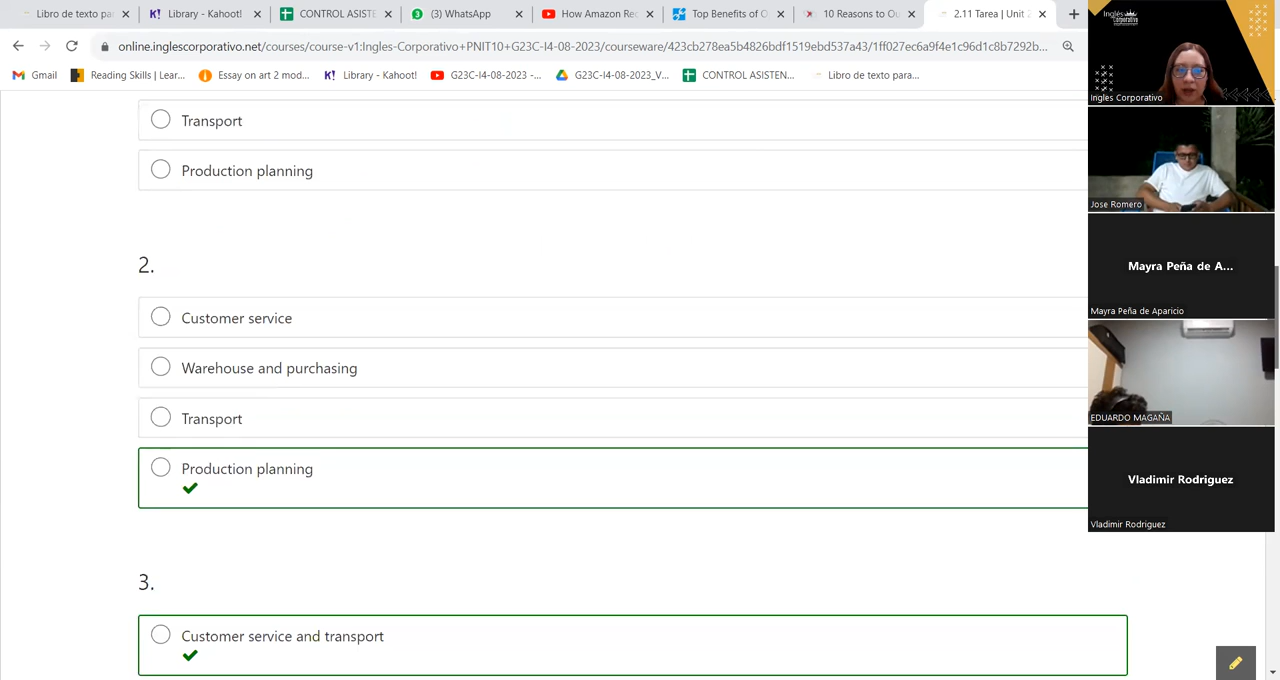 Libro de texto pa
Library - Kahoot!
CONTROL ASISTE
(3) WhatsApp
How Amazon Rec
Top Benefits of O
10 Reasons to Ou
2.11 Tarea | Unit 2
online.inglescorporativo.net/courses/course-v1:Ingles-Corporativo+PNIT10+G23C-I4-08-2023/courseware/423cb278ea5b4826bdf1519ebd537a43/1ff027ec6a9f4e1c96d1c8b7292b...
Gmail
Reading Skills | Lear...
Essay on art 2 mod...
Library - Kahoot!
G23C-I4-08-2023 -...
G23C-I4-08-2023_V...
CONTROL ASISTEN...
Libro de texto para...
Transport
Production planning
2.
Customer service
Warehouse and purchasing
Transport
Production planning
3.
Customer service and transport
Inglés
Corporativo
Ingles Corporativo
Jose Romero
Mayra Peña de A...
Mayra Peña de Aparicio
EDUARDO MAGAÑA
Vladimir Rodriguez
Vladimir Rodriguez